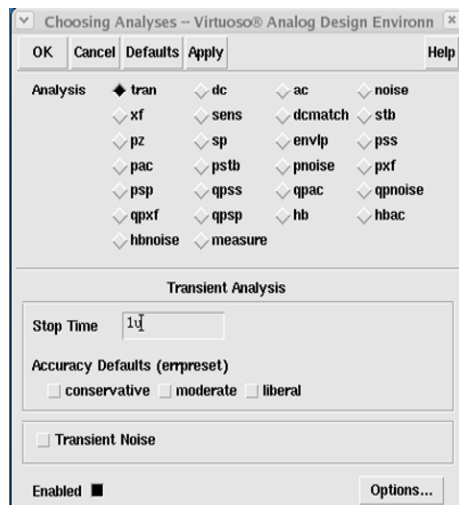 Choosing Analyses -- Virtuoso® Analog Design Environn
OK Cancel Defaults Apply Help
Analysis tran dc ac noise
xf sens dcmatch stb
pz sp envlp pss
pac pstb pnoise pxf
psp qpss qpac qpnoise
qpxf qpsp hb hbac
hbnoise measure
Transient Analysis
Stop Time 1u
Accuracy Defaults (errpreset)
conservative moderate liberal
Transient Noise
Enabled Options...